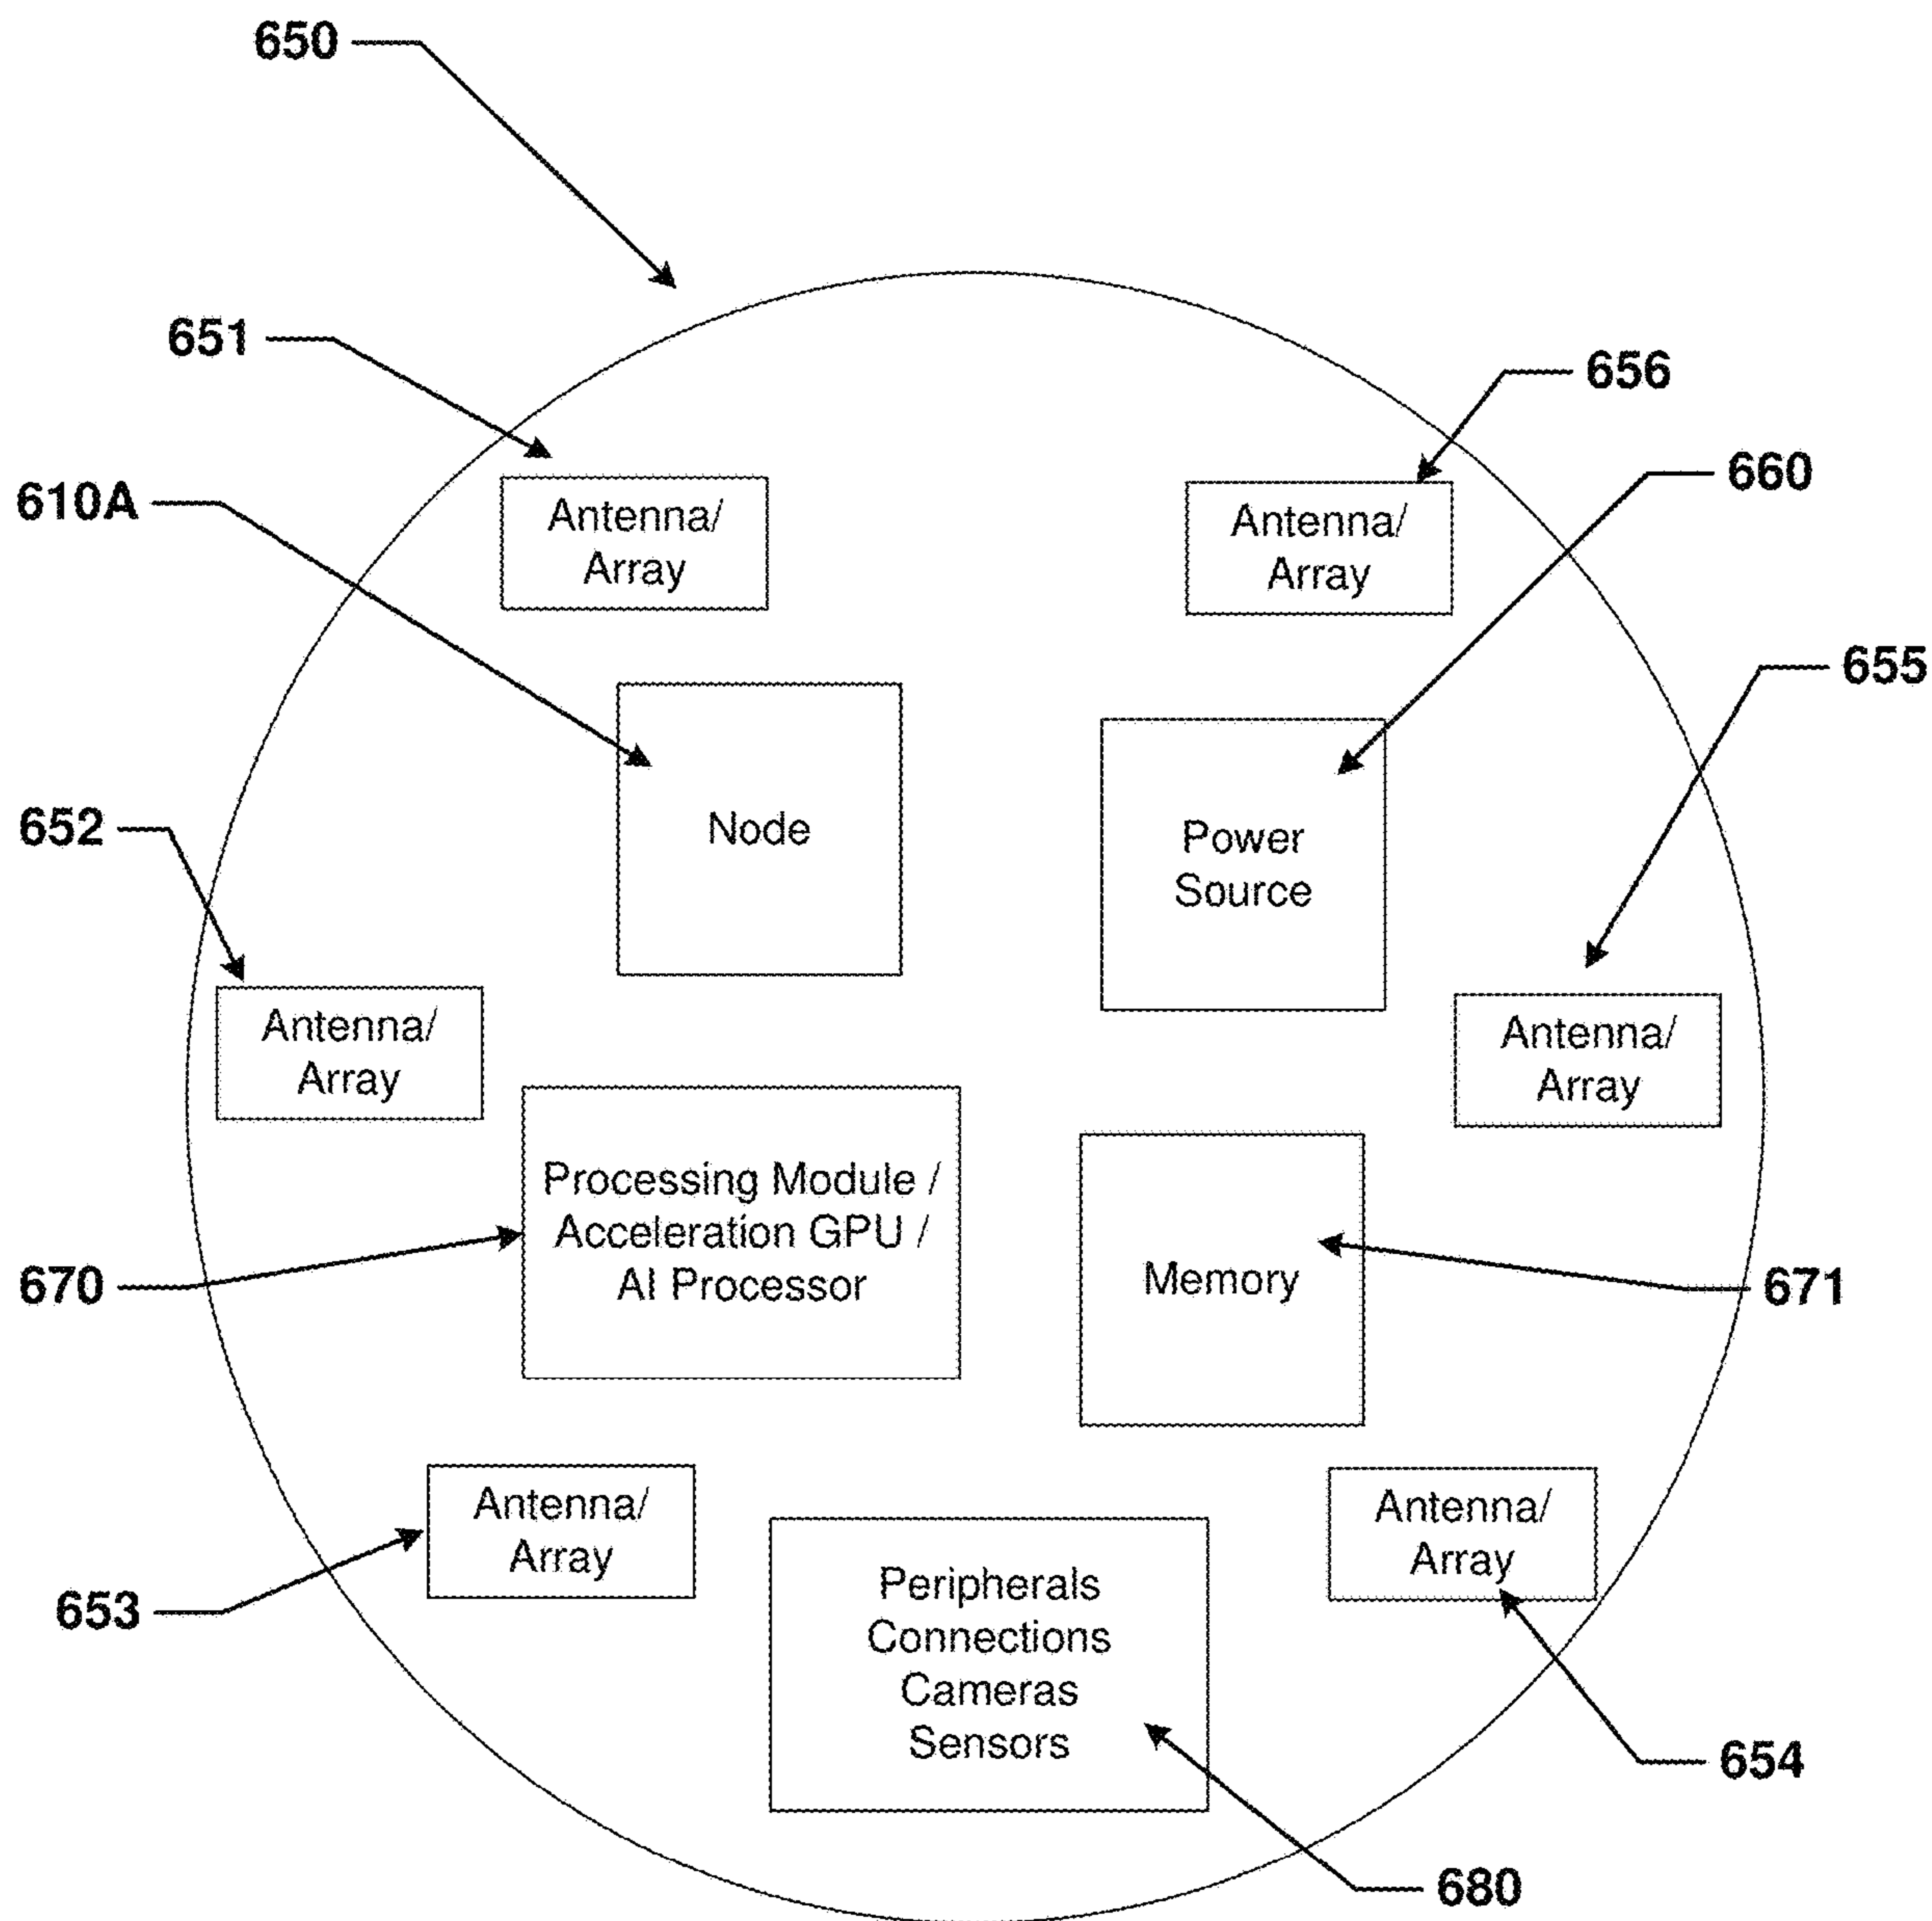 650
651
656
Antenna/
Array
Antenna/
Array
660
610A
655
Node
Power
Source
652
Antenna/
Array
Antenna/
Array
Processing Module /
Acceleration GPU /
AI Processor
Memory
670
671
Antenna/
Array
Antenna/
Array
Peripherals
Connections
Cameras
Sensors
653
654
680